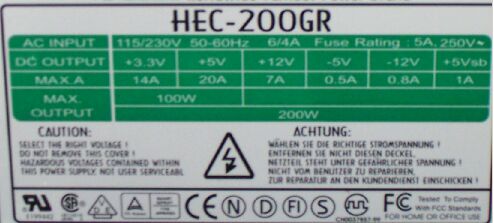 HEC-200GR
AC INPUT 115/230V 50-60Hz 6/4A Fuse Rating : 5A, 250V~
DC OUTPUT +3.3V +5V +12V -5V -12V +5Vsb
MAX.A 14A 20A 7A 0.5A 0.8A 1A
MAX. 100W
OUTPUT 200W
CAUTION:
SELECT THE RIGHT VOLTAGE !
DO NOT REMOVE THIS COVER !
HAZARDOUS VOLTAGES CONTAINED WITHIN
THIS POWER SUPPLY. NOT USER SERVICEABLE
ACHTUNG:
WÄHLEN SIE DIE RICHTIGE STROMSPANNUNG !
ENTFERNEN SIE NICHT DIESEN DECKEL,
NETZTEIL STEHT UNTER GEFÄHRLICHER SPANNUNG !
NICHT VOM BENUTZER ZU REPARIEREN,
ZUR REPARATUR AN DEN KUNDENDIENST EINSCHICKEN !
CE N D FI S FC Tested To Comply
With FCC Standards
FOR HOME OR OFFICE USE